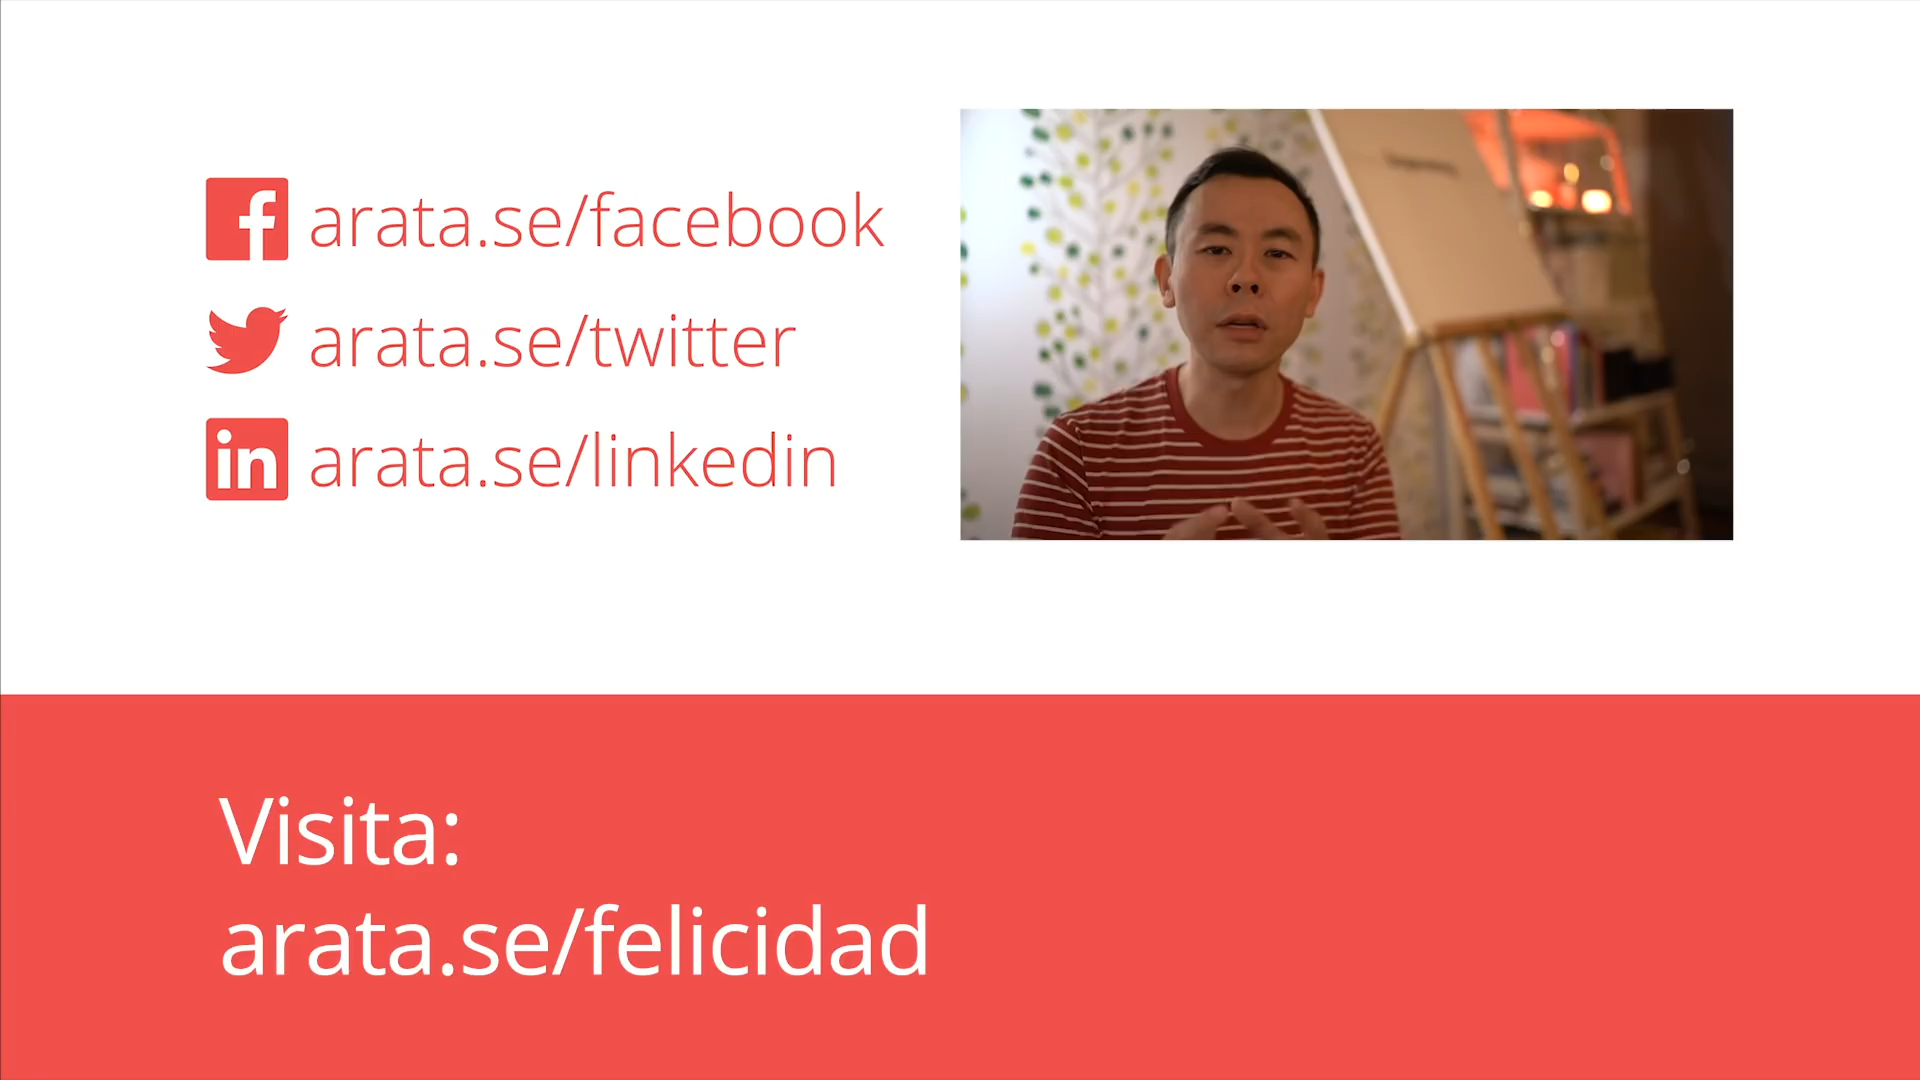 arata.se/facebook
arata.se/twitter
arata.se/linkedin
Visita:
arata.se/felicidad